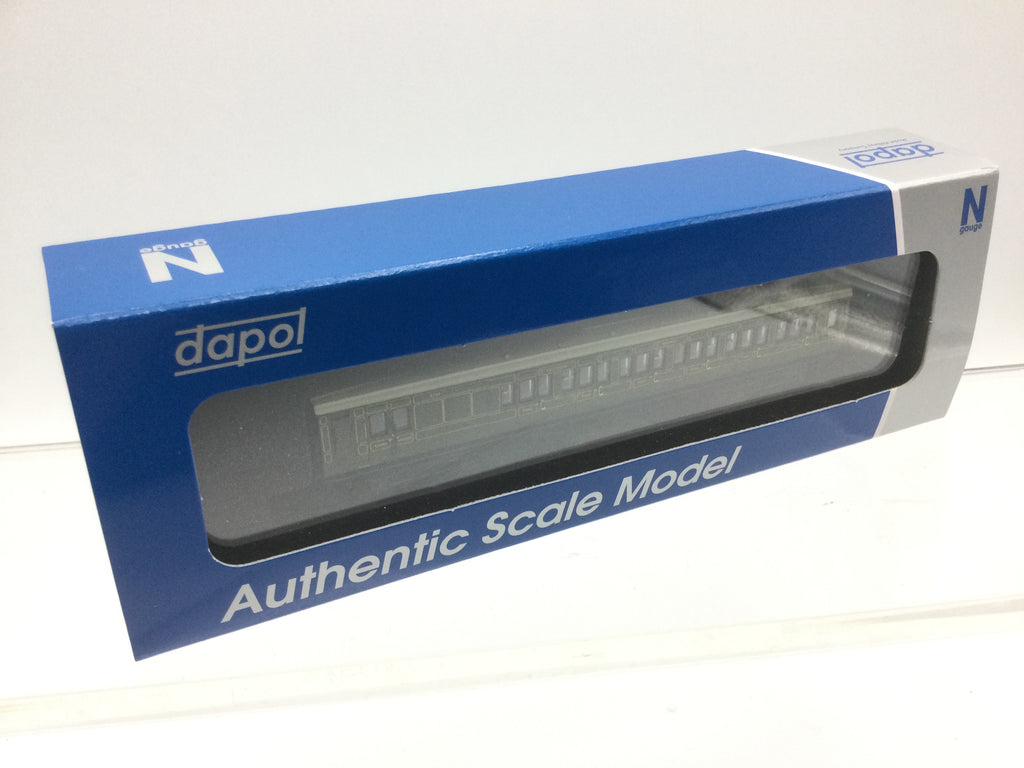 dapol
N
gauge
N
gauge
dapol
Authentic Scale Model